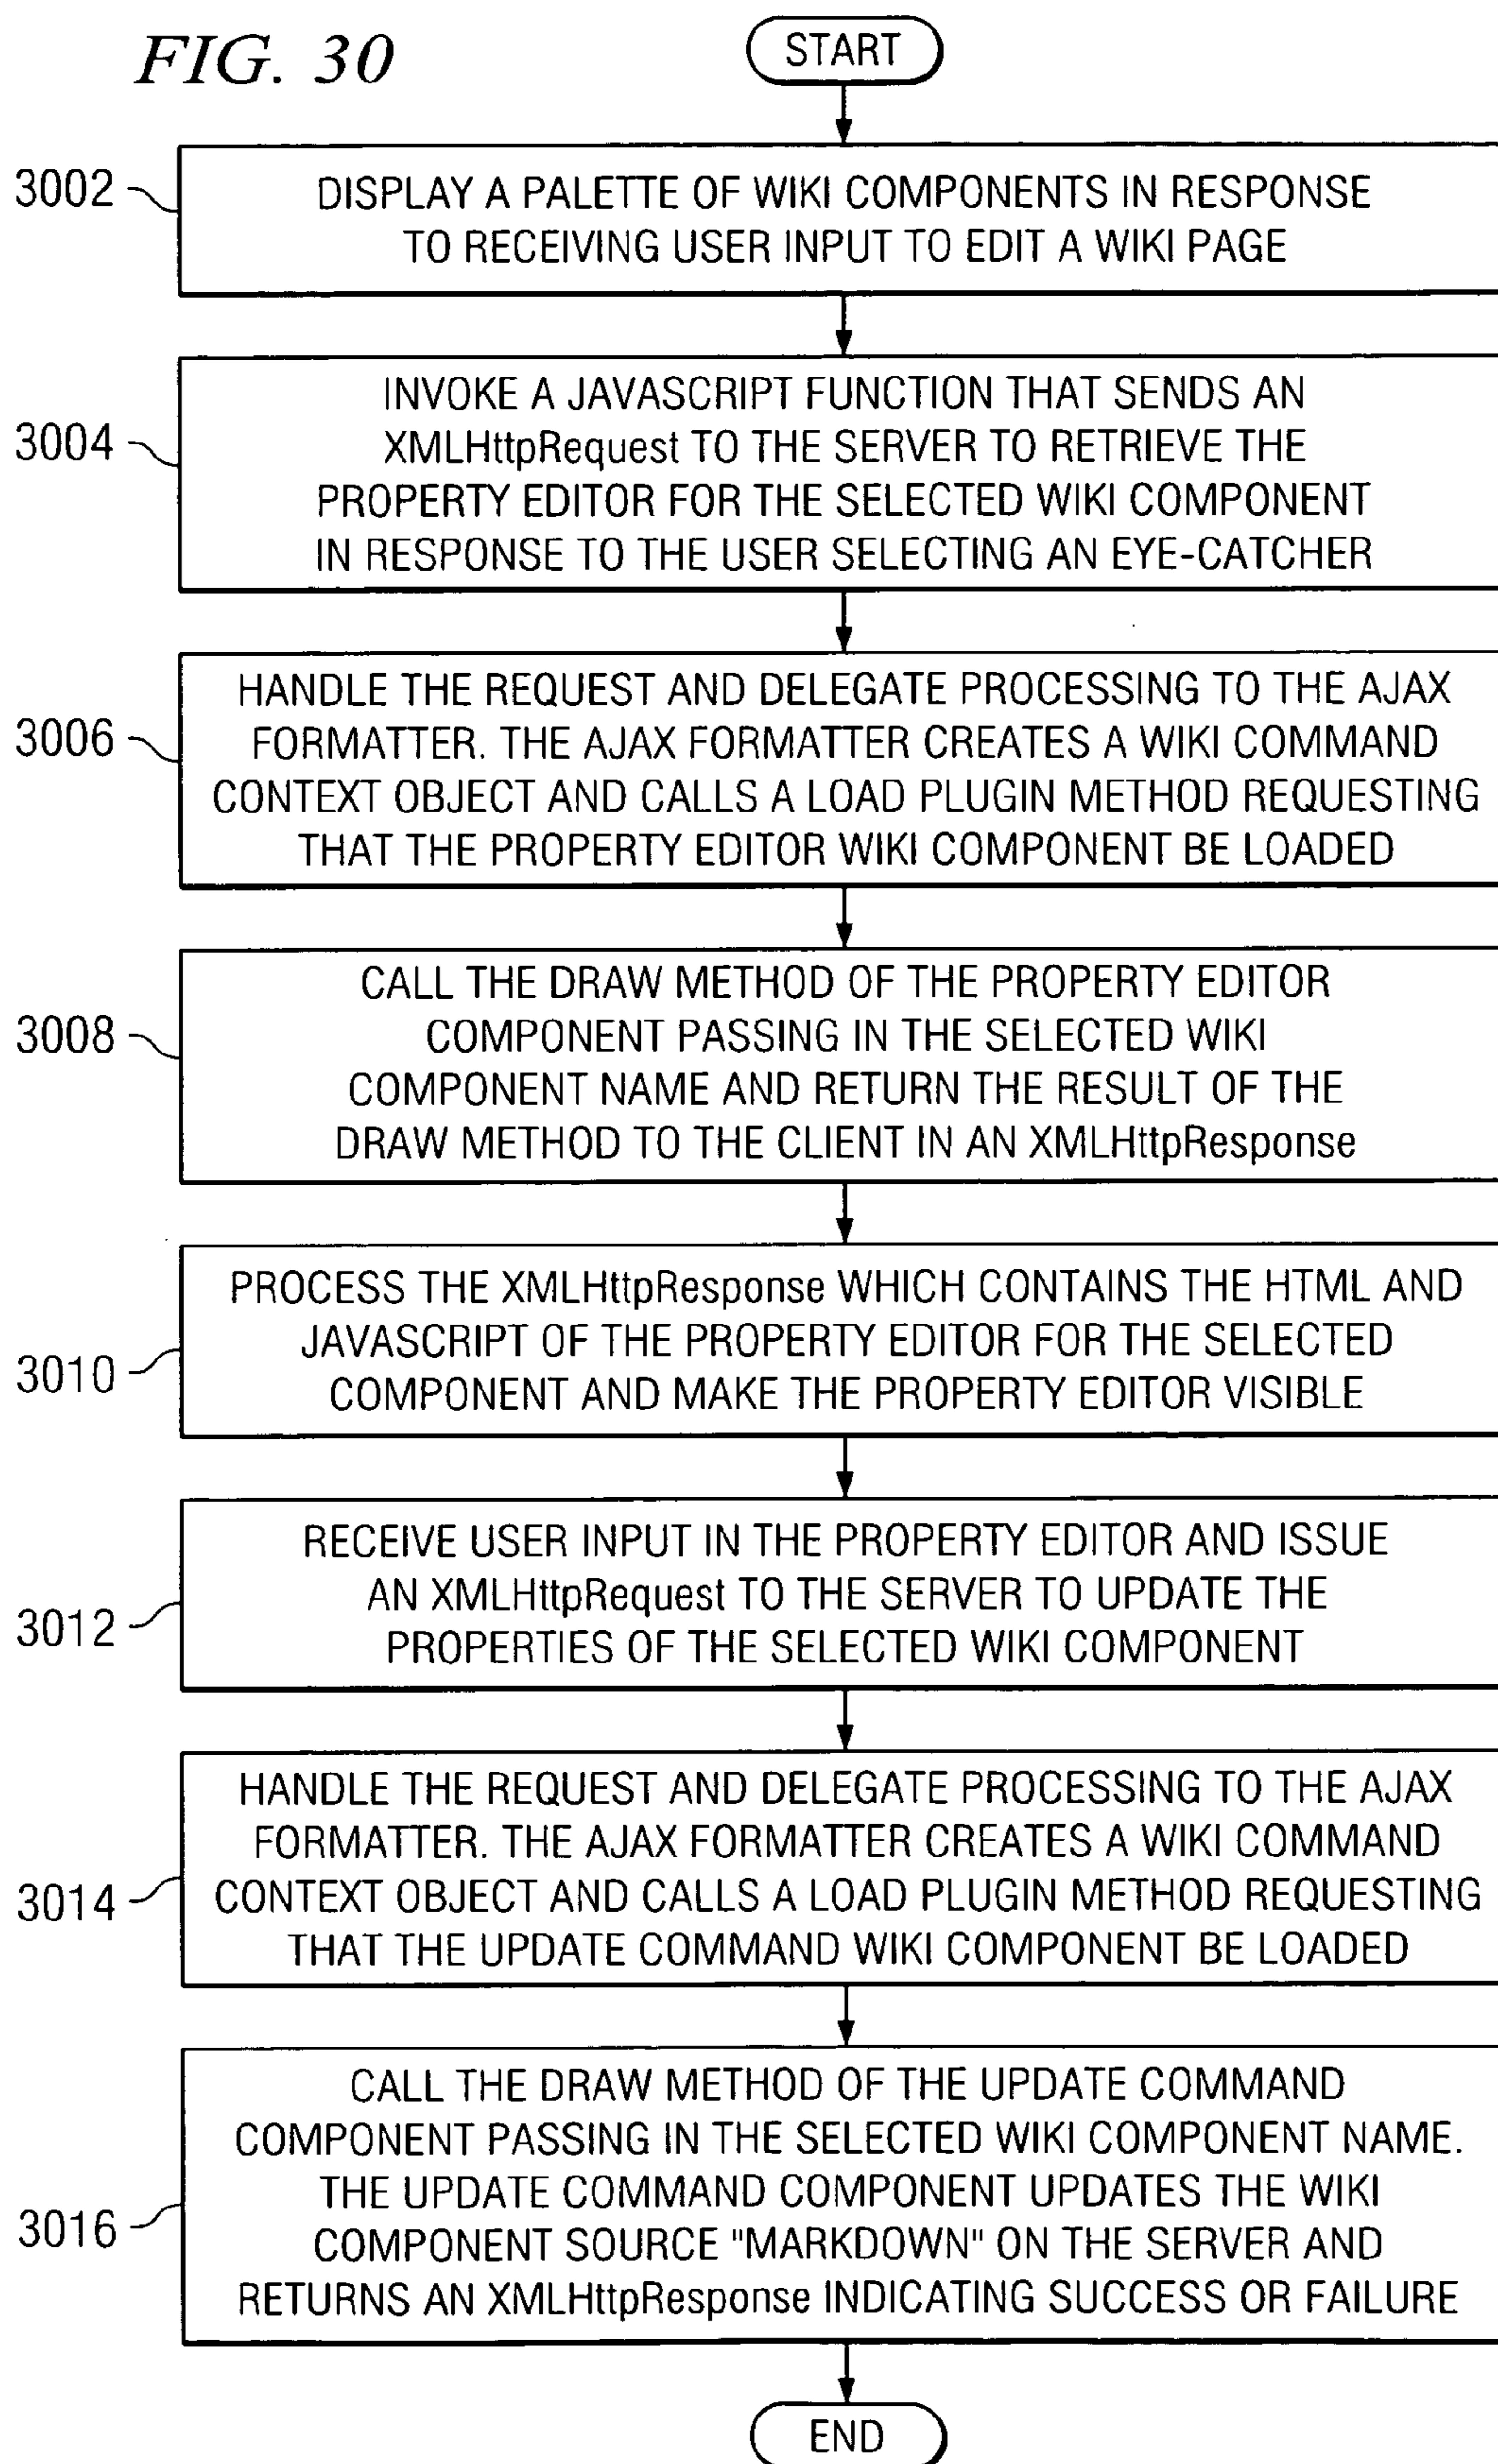 FIG. 30
START
3002
DISPLAY A PALETTE OF WIKI COMPONENTS IN RESPONSE
TO RECEIVING USER INPUT TO EDIT A WIKI PAGE
3004
INVOKE A JAVASCRIPT FUNCTION THAT SENDS AN
XMLHttpRequest TO THE SERVER TO RETRIEVE THE
PROPERTY EDITOR FOR THE SELECTED WIKI COMPONENT
IN RESPONSE TO THE USER SELECTING AN EYE-CATCHER
3006
HANDLE THE REQUEST AND DELEGATE PROCESSING TO THE AJAX
FORMATTER. THE AJAX FORMATTER CREATES A WIKI COMMAND
CONTEXT OBJECT AND CALLS A LOAD PLUGIN METHOD REQUESTING
THAT THE PROPERTY EDITOR WIKI COMPONENT BE LOADED
3008
CALL THE DRAW METHOD OF THE PROPERTY EDITOR
COMPONENT PASSING IN THE SELECTED WIKI
COMPONENT NAME AND RETURN THE RESULT OF THE
DRAW METHOD TO THE CLIENT IN AN XMLHttpResponse
3010
PROCESS THE XMLHttpResponse WHICH CONTAINS THE HTML AND
JAVASCRIPT OF THE PROPERTY EDITOR FOR THE SELECTED
COMPONENT AND MAKE THE PROPERTY EDITOR VISIBLE
3012
RECEIVE USER INPUT IN THE PROPERTY EDITOR AND ISSUE
AN XMLHttpRequest TO THE SERVER TO UPDATE THE
PROPERTIES OF THE SELECTED WIKI COMPONENT
3014
HANDLE THE REQUEST AND DELEGATE PROCESSING TO THE AJAX
FORMATTER. THE AJAX FORMATTER CREATES A WIKI COMMAND
CONTEXT OBJECT AND CALLS A LOAD PLUGIN METHOD REQUESTING
THAT THE UPDATE COMMAND WIKI COMPONENT BE LOADED
3016
CALL THE DRAW METHOD OF THE UPDATE COMMAND
COMPONENT PASSING IN THE SELECTED WIKI COMPONENT NAME.
THE UPDATE COMMAND COMPONENT UPDATES THE WIKI
COMPONENT SOURCE "MARKDOWN" ON THE SERVER AND
RETURNS AN XMLHttpResponse INDICATING SUCCESS OR FAILURE
END